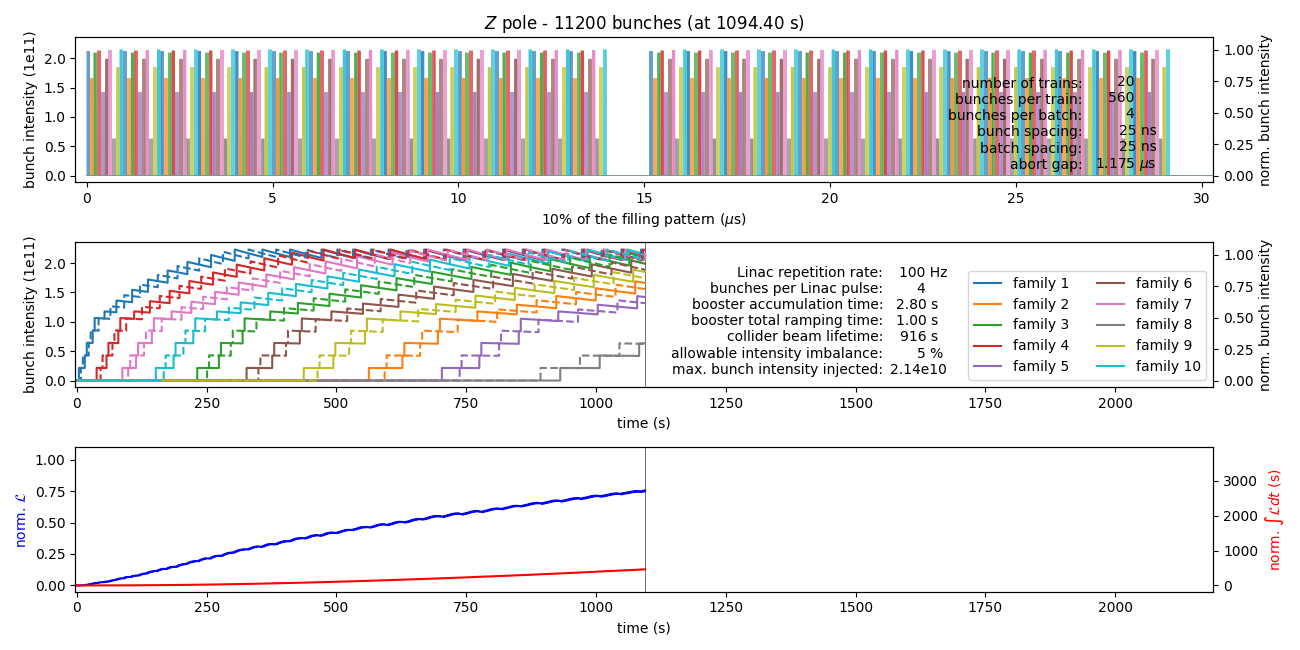 Z pole - 11200 bunches (at 1094.40 s)
bunch intensity (1e11)
2.0
1.5
1.0
0.5
0.0
1.00
0.75
0.50
0.25
0.00
norm. bunch intensity
number of trains: 20
bunches per train: 560
bunches per batch: 4
bunch spacing: 25 ns
batch spacing: 25 ns
abort gap: 1.175 μs
0 5 10 15 20 25 30
10% of the filling pattern (μs)
bunch intensity (1e11)
2.0
1.5
1.0
0.5
0.0
Linac repetition rate: 100 Hz
bunches per Linac pulse: 4
booster accumulation time: 2.80 s
booster total ramping time: 1.00 s
collider beam lifetime: 916 s
allowable intensity imbalance: 5 %
max. bunch intensity injected: 2.14e10
family 1
family 2
family 3
family 4
family 5
family 6
family 7
family 8
family 9
family 10
1.00
0.75
0.50
0.25
0.00
norm. bunch intensity
0 250 500 750 1000 1250 1500 1750 2000
time (s)
norm. ℒ
1.00
0.75
0.50
0.25
0.00
3000
2000
1000
0
norm. ∫ℒdt (s)
0 250 500 750 1000 1250 1500 1750 2000
time (s)